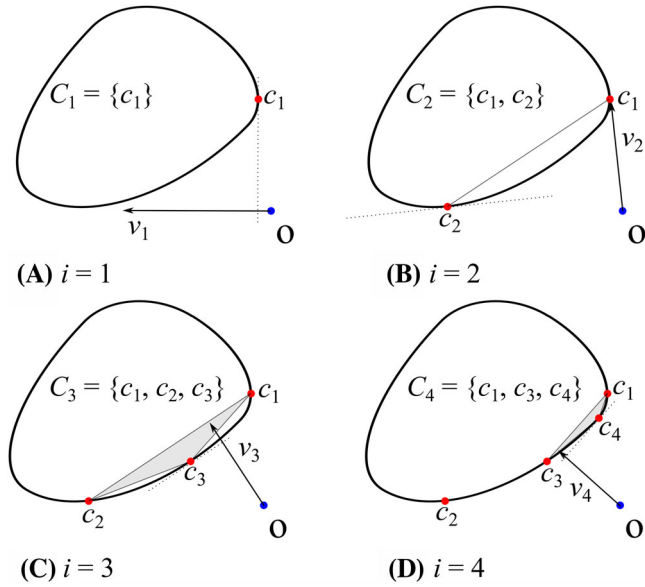 C₁ = {c₁}
c₁
v₁
O
(A) i = 1
C₂ = {c₁, c₂}
c₁
v₂
c₂
O
(B) i = 2
C₃ = {c₁, c₂, c₃}
c₁
v₃
c₃
c₂
O
(C) i = 3
C₄ = {c₁, c₃, c₄}
c₁
c₄
c₃
v₄
c₂
O
(D) i = 4